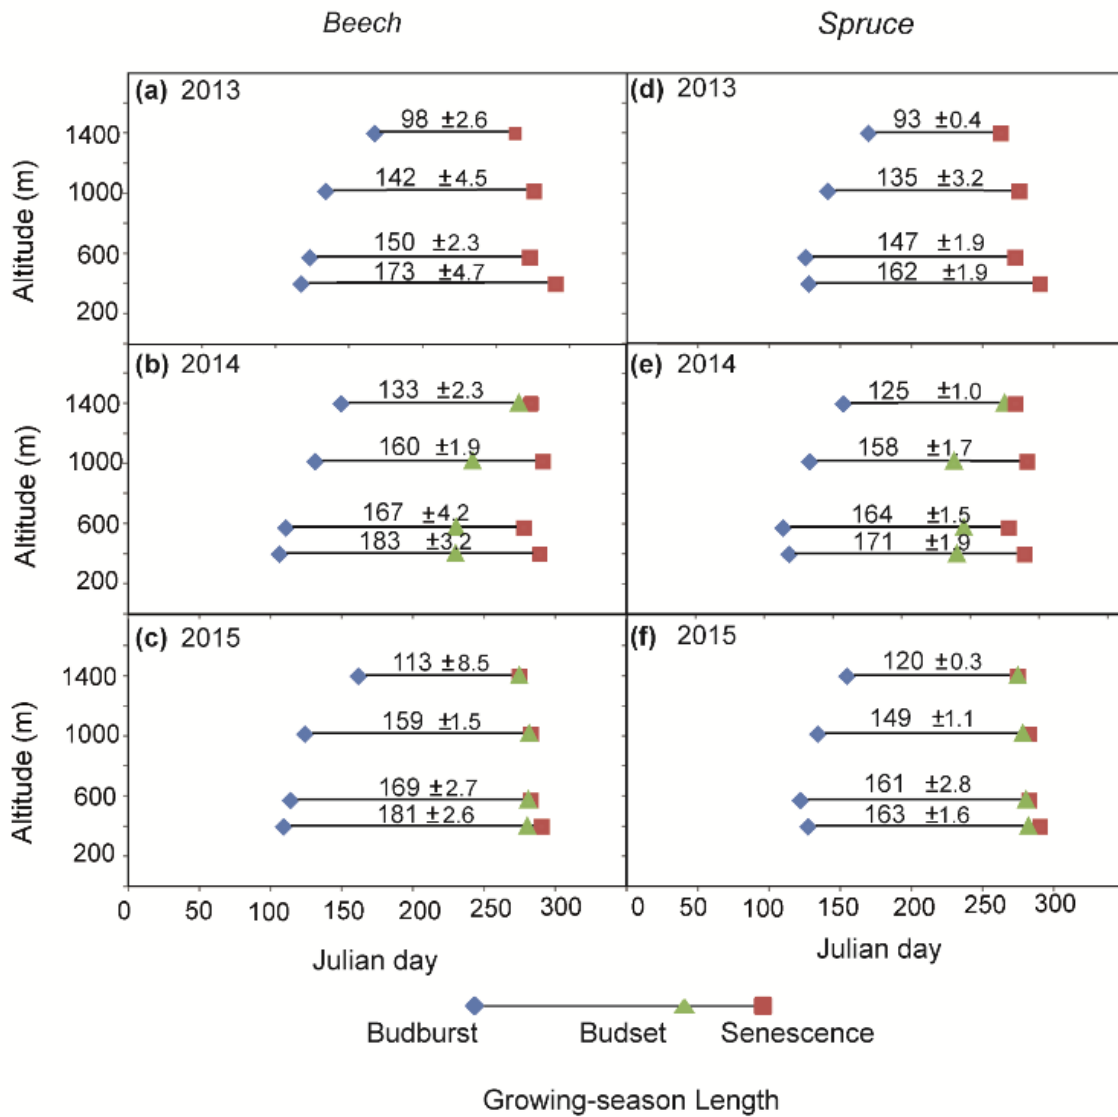 Beech Spruce
(a) 2013 (d) 2013
98 ±2.6 93 ±0.4
1400
142 ±4.5 135 ±3.2
1000
150 ±2.3 147 ±1.9
600
173 ±4.7 162 ±1.9
200
Altitude (m)
(b) 2014 (e) 2014
133 ±2.3 125 ±1.0
1400
160 ±1.9 158 ±1.7
1000
167 ±4.2 164 ±1.5
600
183 ±3.2 171 ±1.9
200
Altitude (m)
(c) 2015 (f) 2015
113 ±8.5 120 ±0.3
1400
159 ±1.5 149 ±1.1
1000
169 ±2.7 161 ±2.8
600
181 ±2.6 163 ±1.6
200
Altitude (m)
0 50 100 150 200 250 300 0 50 100 150 200 250 300
Julian day Julian day
Budburst Budset Senescence
Growing-season Length